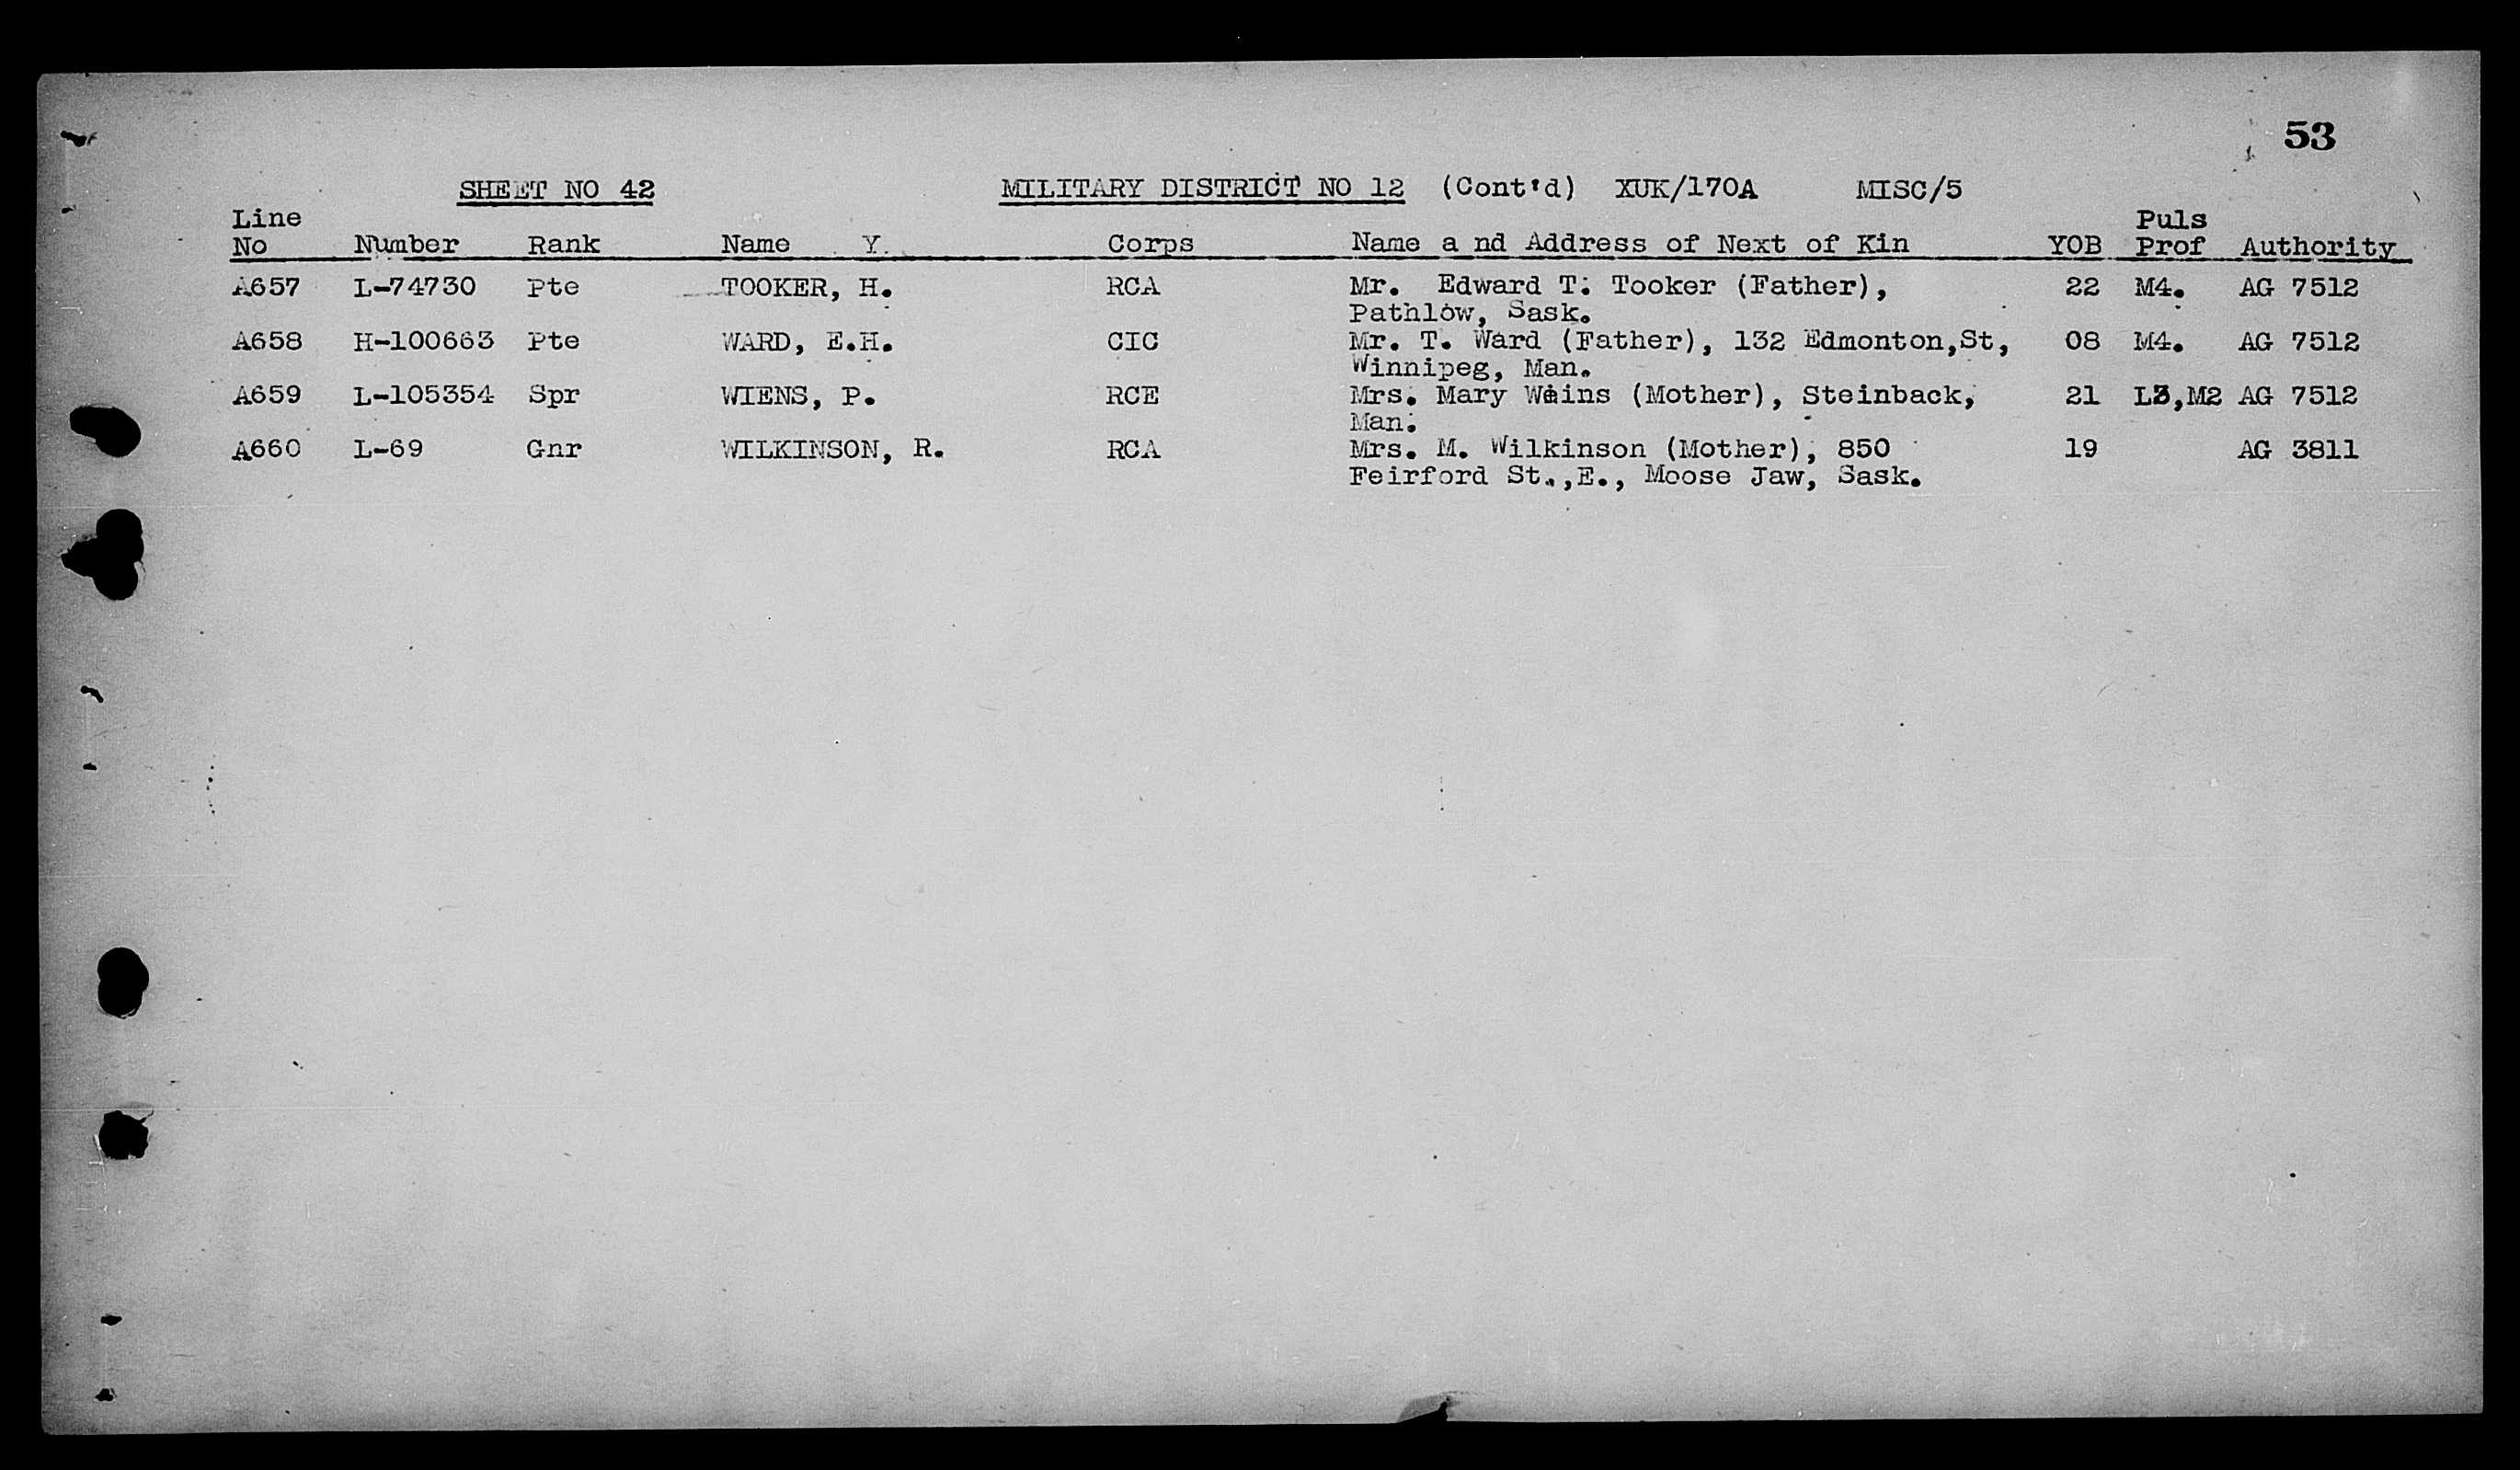 53
SHEET NO 42 MILITARY DISTRICT NO 12 (Cont'd) XUK/170A MISC/5
Line Puls
No Number Rank Name Y. Corps Name a nd Address of Next of Kin YOB Prof Authority
A657 L-74730 Pte TOOKER, H. RCA Mr. Edward T. Tooker (Father), 22 M4. AG 7512
Pathlow, Sask.
A658 H-100663 Pte WARD, E.H. CIC Mr. T. Ward (Father), 132 Edmonton,St, 08 M4. AG 7512
Winnipeg, Man.
A659 L-105354 Spr WIENS, P. RCE Mrs. Mary Weins (Mother), Steinback, 21 L3,M2 AG 7512
Man.
A660 L-69 Gnr WILKINSON, R. RCA Mrs. M. Wilkinson (Mother), 850 19 AG 3811
Feirford St.,E., Moose Jaw, Sask.